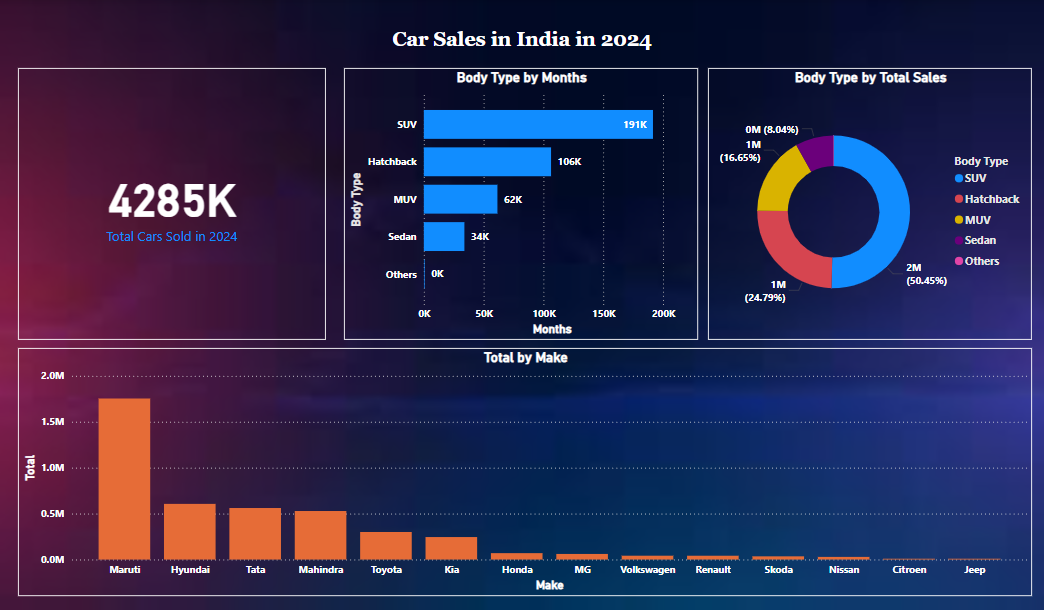 Car Sales in India in 2024
4285K
Total Cars Sold in 2024
Body Type by Months
Body Type
SUV
191K
Hatchback
106K
MUV
62K
Sedan
34K
Others
0K
0K 50K 100K 150K 200K
Months
Body Type by Total Sales
0M (8.04%)
1M
(16.65%)
1M
(24.79%)
2M
(50.45%)
Body Type
SUV
Hatchback
MUV
Sedan
Others
Total by Make
Total
2.0M
1.5M
1.0M
0.5M
0.0M
Maruti Hyundai Tata Mahindra Toyota Kia Honda MG Volkswagen Renault Skoda Nissan Citroen Jeep
Make